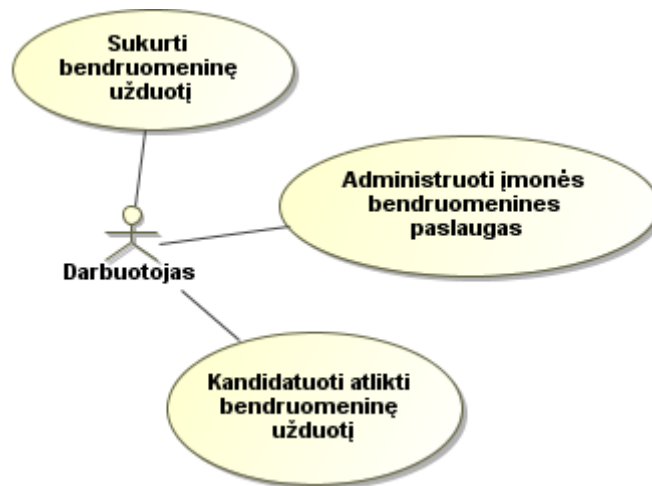 Sukurti
bendruomeninę
užduotį
Administruoti įmonės
bendruomenines
paslaugas
Darbuotojas
Kandidatuoti atlikti
bendruomeninę
užduotį